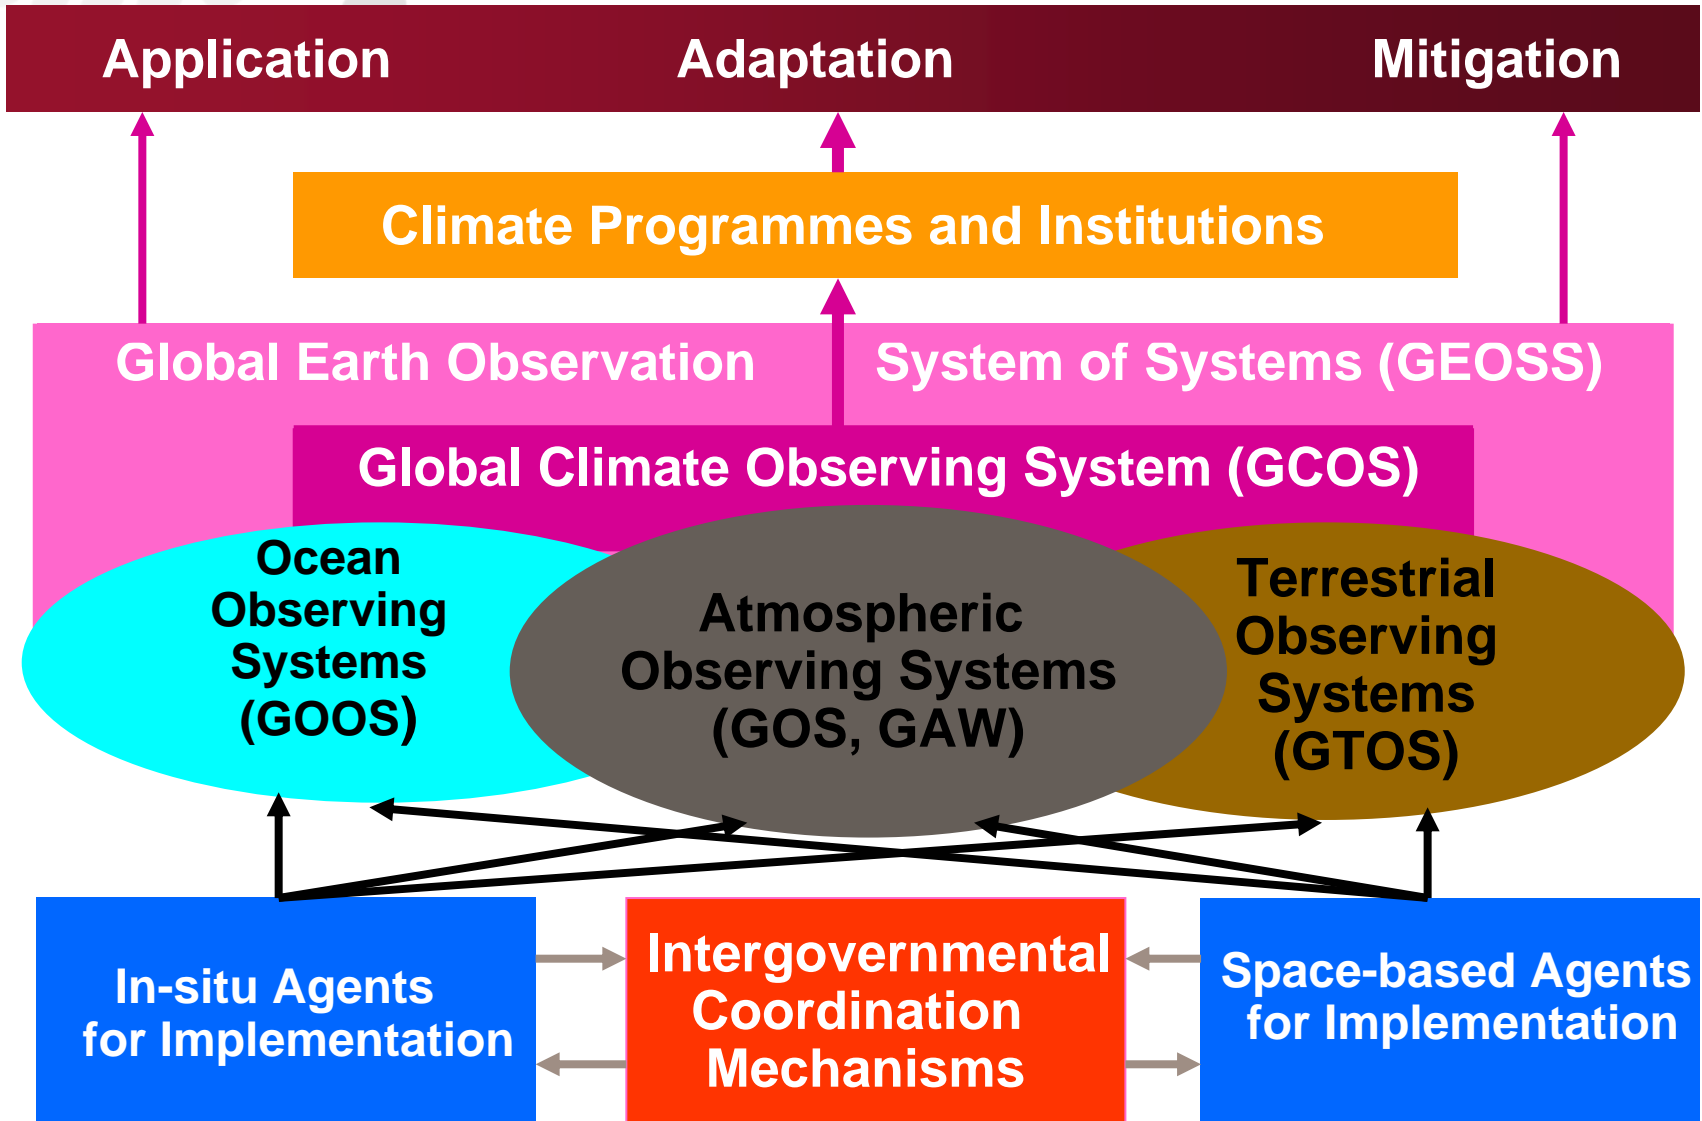 Application Adaptation Mitigation
Climate Programmes and Institutions
Global Earth Observation System of Systems (GEOSS)
Global Climate Observing System (GCOS)
Ocean
Observing
Systems
(GOOS)
Atmospheric
Observing Systems
(GOS, GAW)
Terrestrial
Observing
Systems
(GTOS)
In-situ Agents
for Implementation
Intergovernmental
Coordination
Mechanisms
Space-based Agents
for Implementation